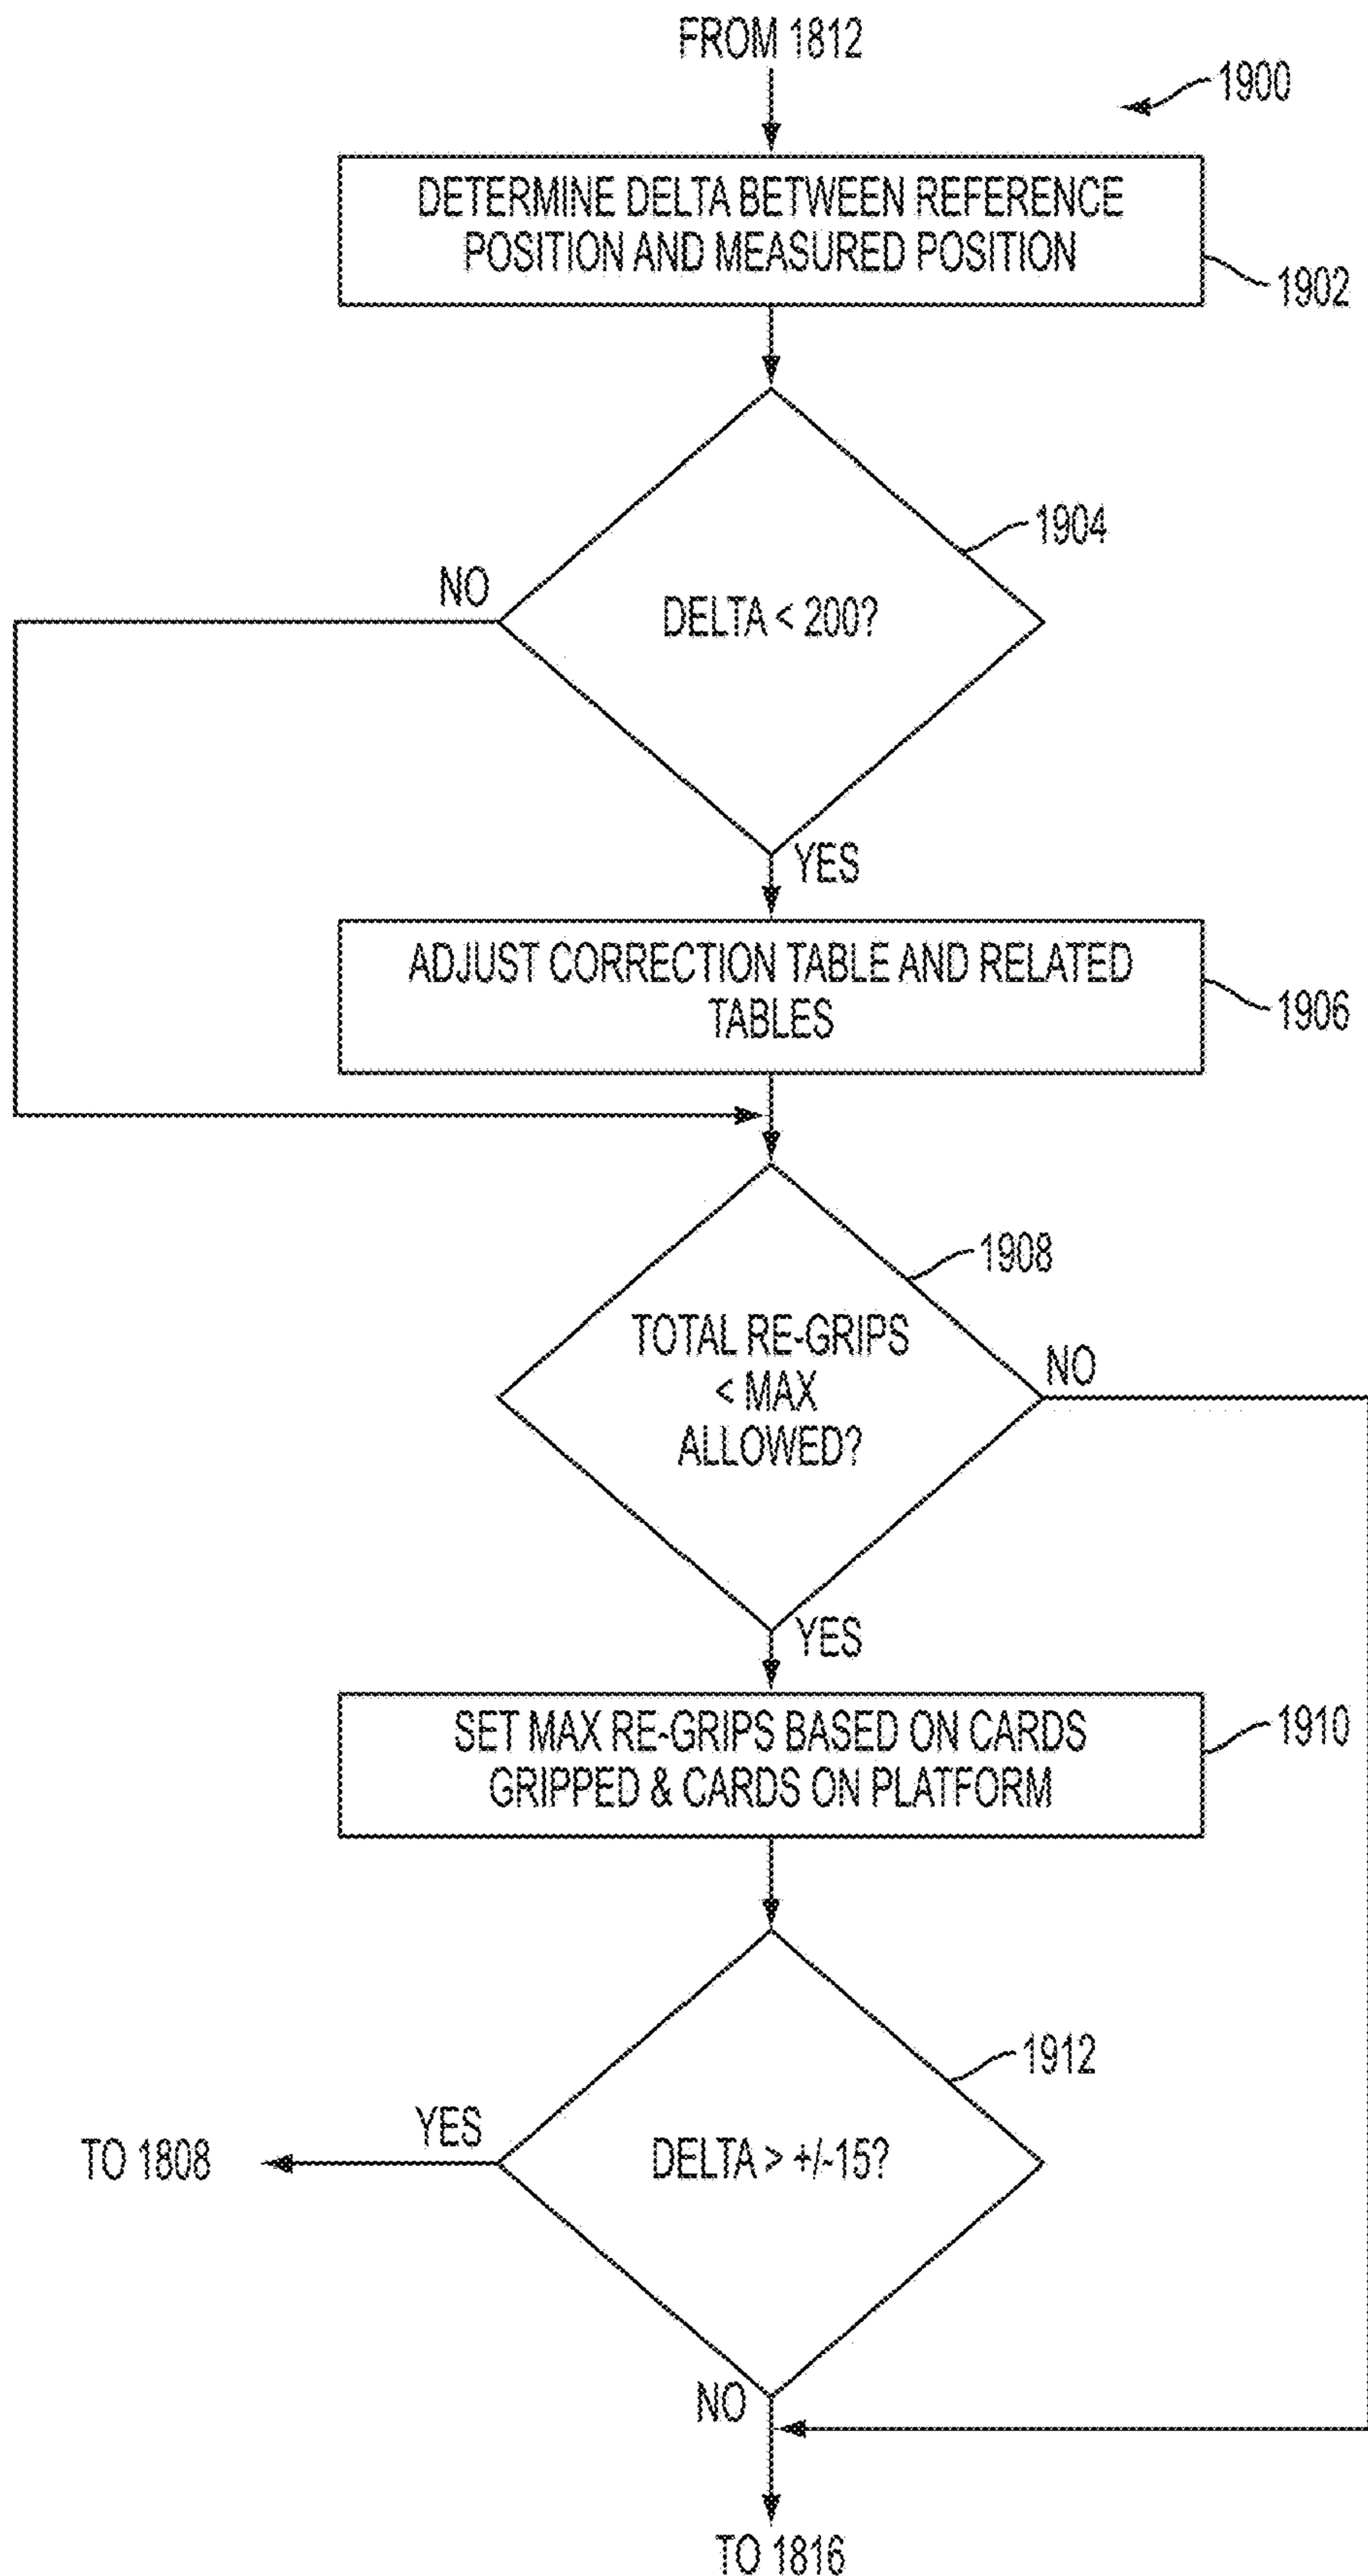 FROM 1812
1900
DETERMINE DELTA BETWEEN REFERENCE
POSITION AND MEASURED POSITION
1902
1904
NO
DELTA < 200?
YES
ADJUST CORRECTION TABLE AND RELATED
TABLES
1906
1908
TOTAL RE-GRIPS
< MAX
ALLOWED?
NO
YES
SET MAX RE-GRIPS BASED ON CARDS
GRIPPED & CARDS ON PLATFORM
1910
1912
YES
TO 1808
DELTA > +/-15?
NO
TO 1816